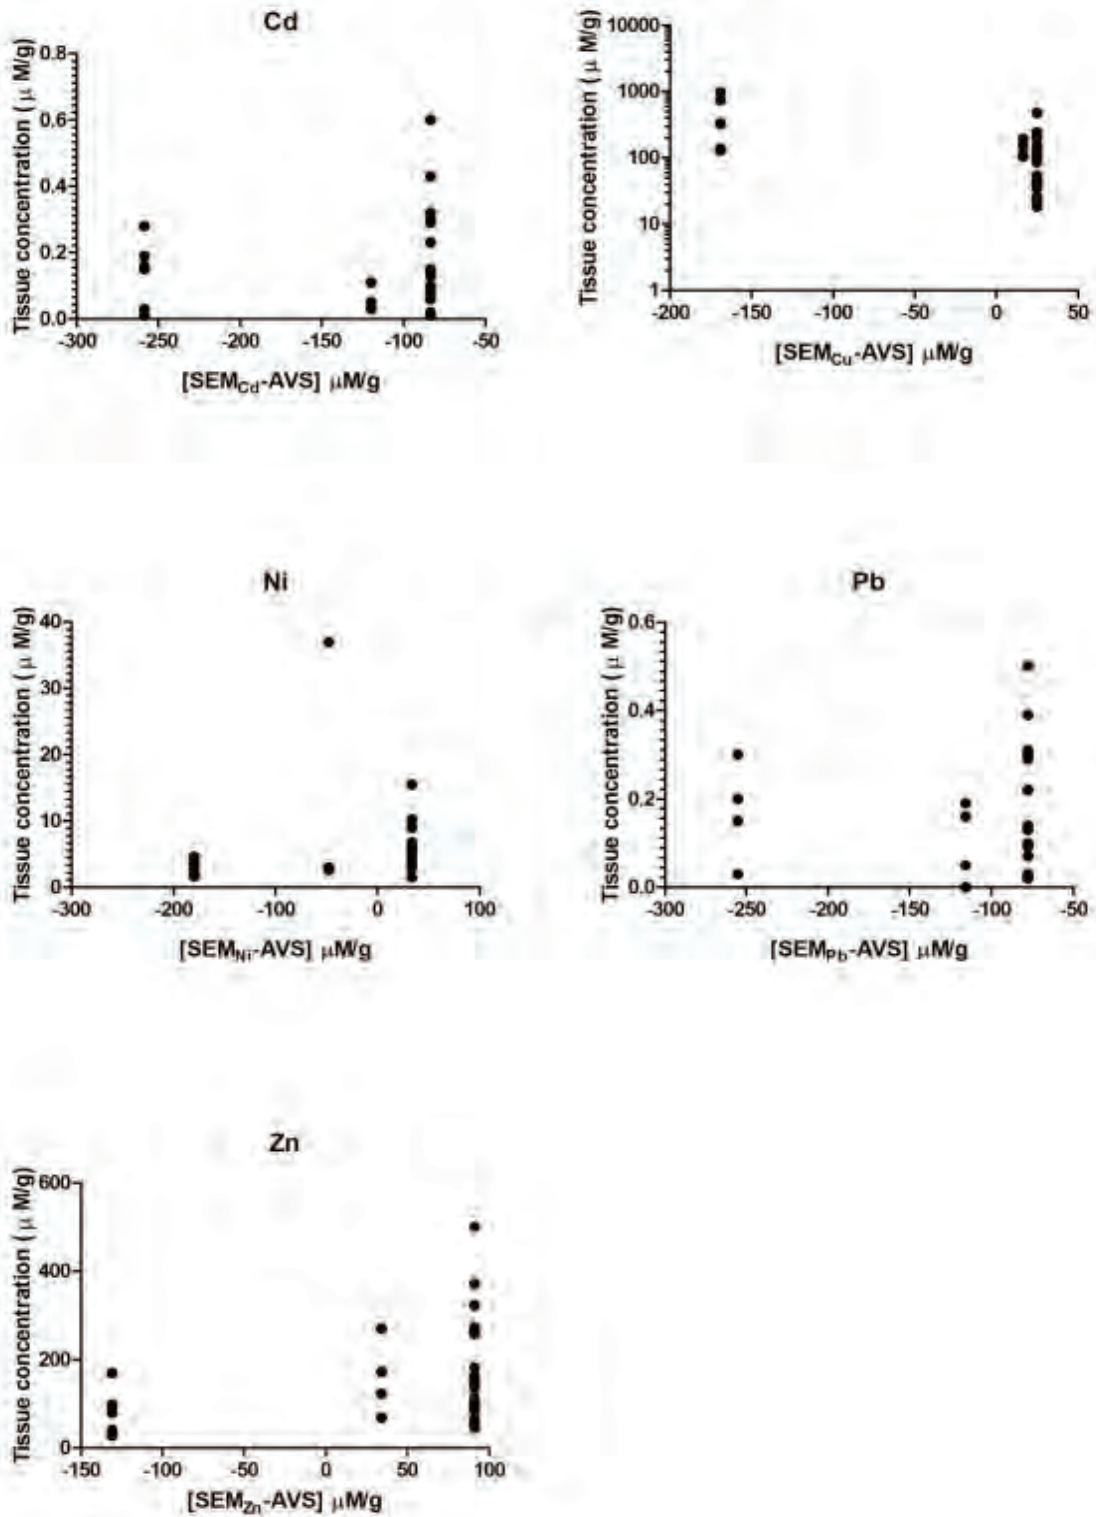 Cd
Tissue concentration ( μ M/g)
0.8
0.6
0.4
0.2
0.0
-300 -250 -200 -150 -100 -50
[SEMCd-AVS] μM/g
Tissue concentration ( μ M/g)
10000
1000
100
10
1
-200 -150 -100 -50 0 50
[SEMCu-AVS] μM/g
Ni
Tissue concentration ( μ M/g)
40
30
20
10
0
-300 -200 -100 0 100
[SEMNi-AVS] μM/g
Pb
Tissue concentration ( μ M/g)
0.6
0.4
0.2
0.0
-300 -250 -200 -150 -100 -50
[SEMPb-AVS] μM/g
Zn
Tissue concentration ( μ M/g)
600
400
200
0
-150 -100 -50 0 50 100
[SEMZn-AVS] μM/g